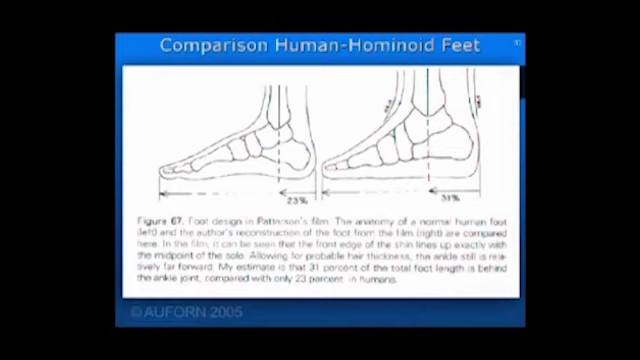 Comparison Human-Hominoid Feet
23%
31%
Figure 67. Foot design in Patterson's film. The anatomy of a normal human foot
(left) and the author's reconstruction of the foot from the film (right) are compared
here. In the film, it can be seen that the front edge of the shin lines up exactly with
the midpoint of the sole. Allowing for probable hair thickness, the ankle still is rela-
tively far forward. My estimate is that 31 percent of the total foot length is behind
the ankle joint, compared with only 23 percent in humans.
© AUFORN 2005